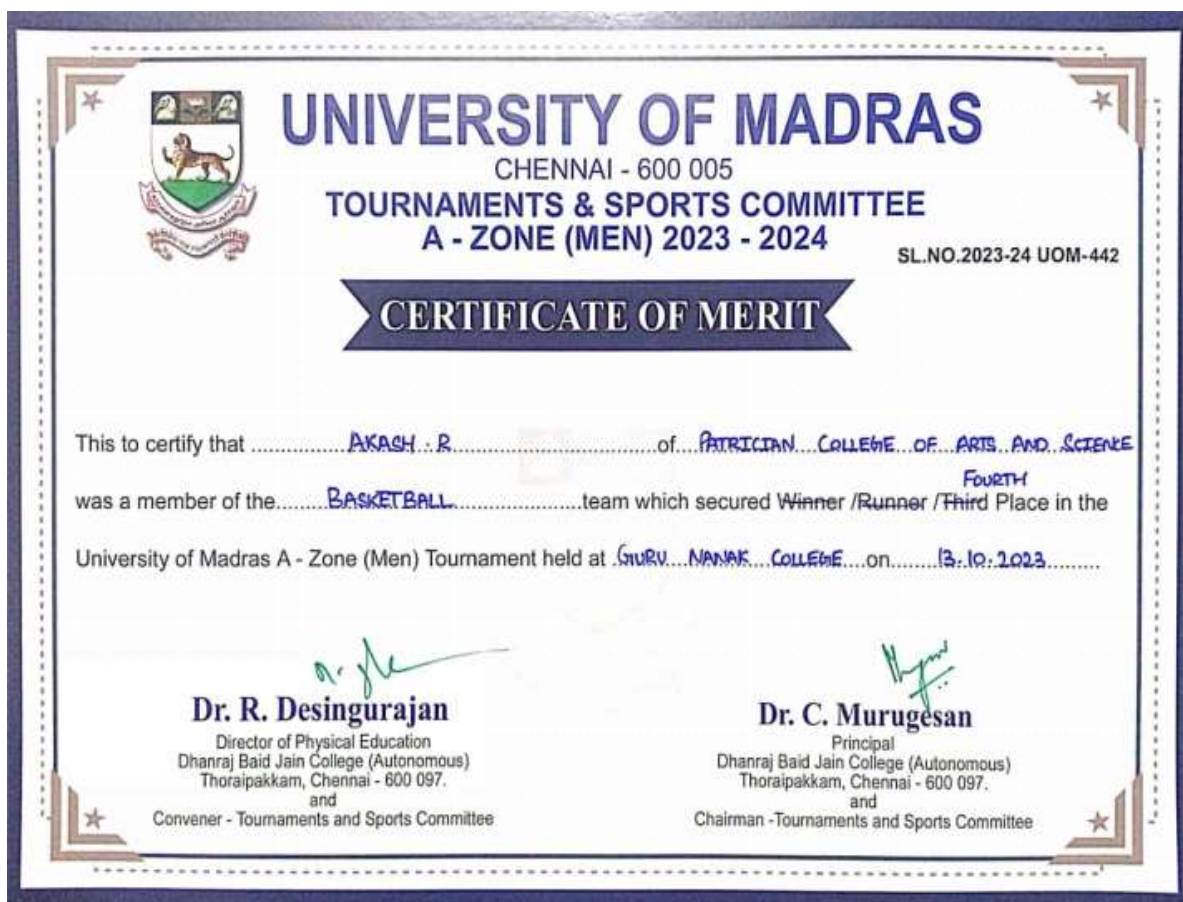 UNIVERSITY OF MADRAS
CHENNAI - 600 005
TOURNAMENTS & SPORTS COMMITTEE
A - ZONE (MEN) 2023 - 2024
SL.NO.2023-24 UOM-442
CERTIFICATE OF MERIT
This to certify that AKASH . R of PATRICIAN COLLEGE OF ARTS AND SCIENCE
FOURTH
was a member of the BASKETBALL team which secured Winner /Runner /Third Place in the
University of Madras A - Zone (Men) Tournament held at GURU NANAK COLLEGE on 13.10.2023
Dr. R. Desingurajan
Director of Physical Education
Dhanraj Baid Jain College (Autonomous)
Thoraipakkam, Chennai - 600 097.
and
Convener - Tournaments and Sports Committee
Dr. C. Murugesan
Principal
Dhanraj Baid Jain College (Autonomous)
Thoraipakkam, Chennai - 600 097.
and
Chairman -Tournaments and Sports Committee